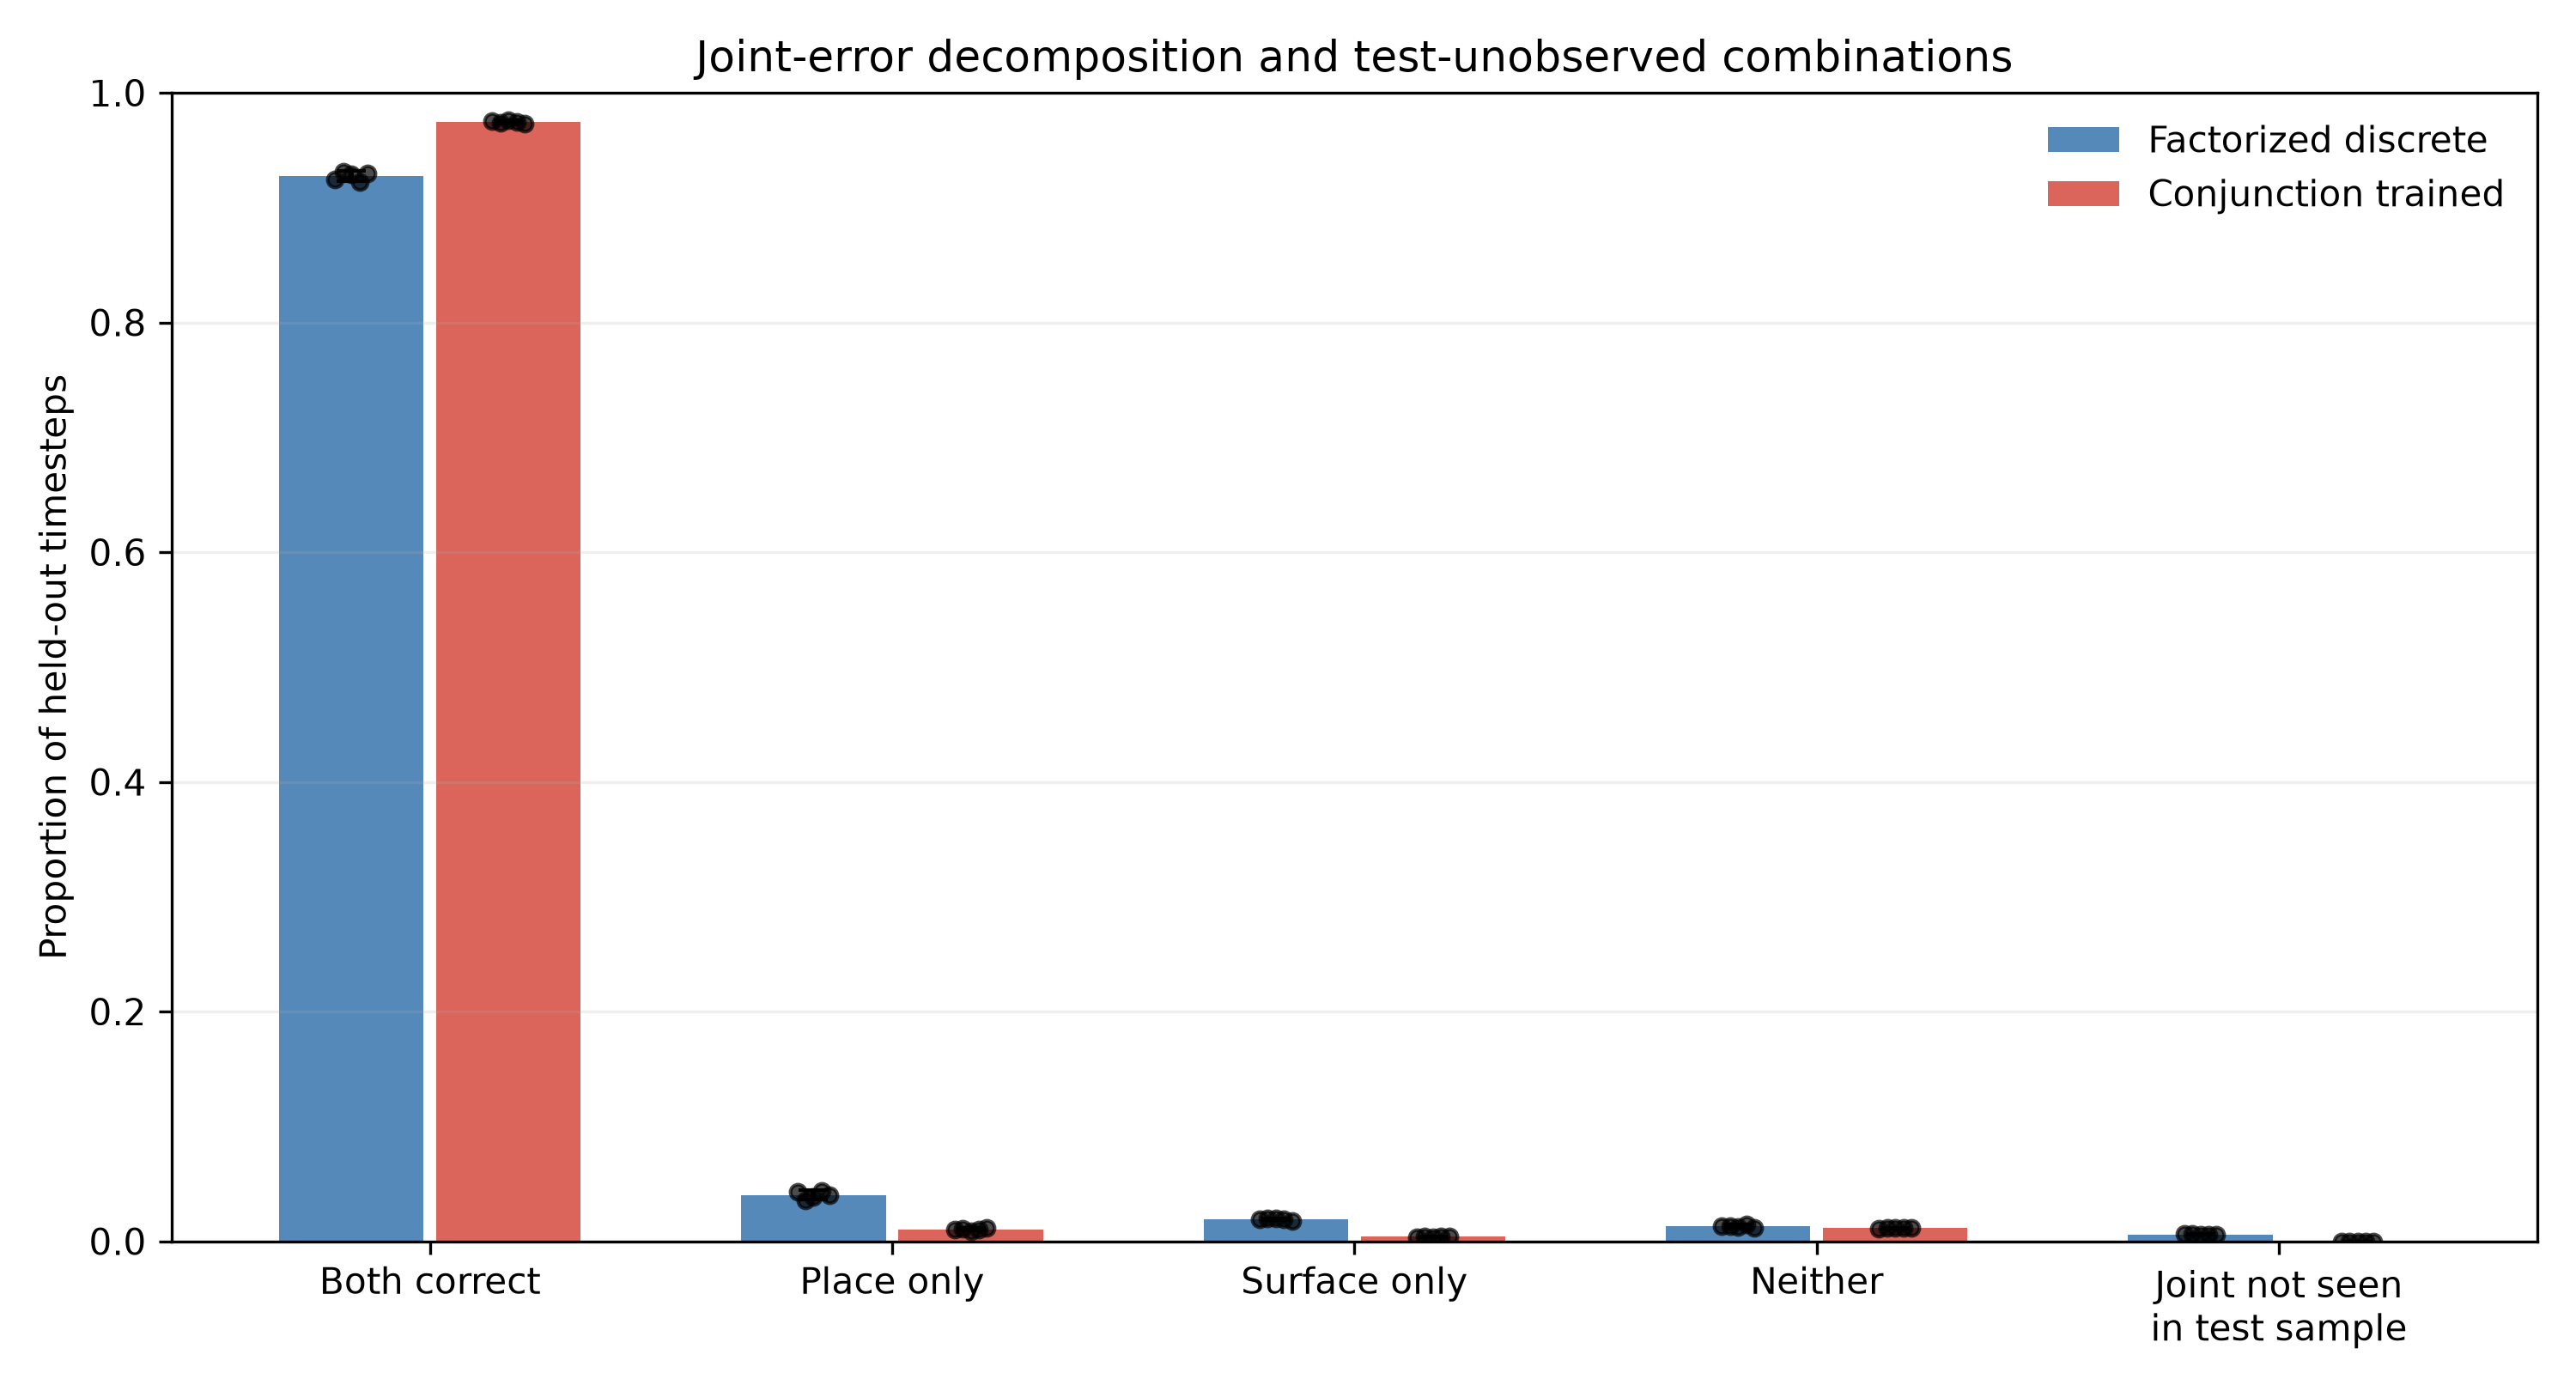 Joint-error decomposition and test-unobserved combinations
Factorized discrete
Conjunction trained
Proportion of held-out timesteps
1.0
0.8
0.6
0.4
0.2
0.0
Both correct
Place only
Surface only
Neither
Joint not seen
in test sample